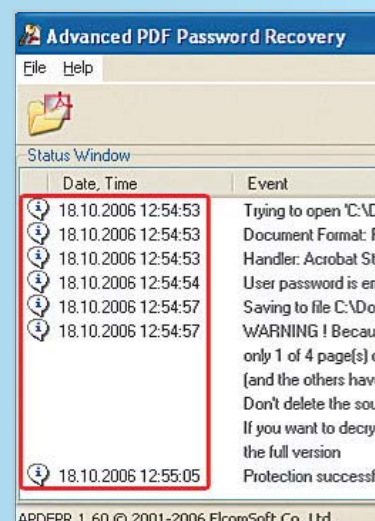 Advanced PDF Password Recovery
File Help
Status Window
Date, Time Event
18.10.2006 12:54:53 Trying to open 'C:\D
18.10.2006 12:54:53 Document Format:
18.10.2006 12:54:53 Handler: Acrobat St
18.10.2006 12:54:54 User password is
18.10.2006 12:54:57 Saving to file C:\Do
18.10.2006 12:54:57 WARNING ! Becau
only 1 of 4 page(s)
(and the others hav
Don't delete the sou
If you want to decry
the full version
18.10.2006 12:55:05 Protection successf
APDFPR 1.60 © 2001-2006 ElcomSoft Co. Ltd.